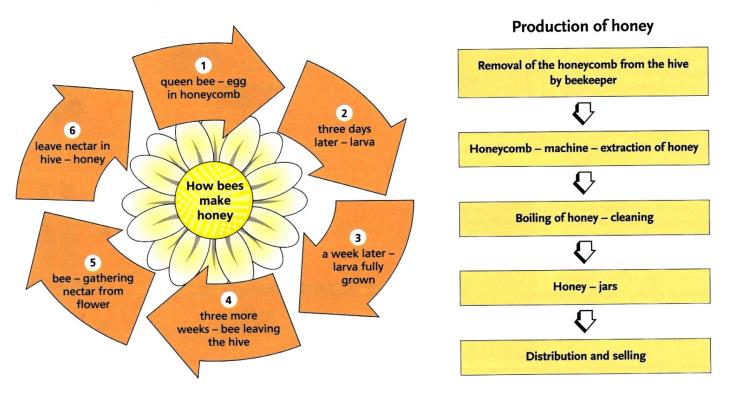 How bees
make
honey
1
queen bee – egg
in honeycomb
2
three days
later – larva
3
a week later –
larva fully
grown
4
three more
weeks – bee leaving
the hive
5
bee – gathering
nectar from
flower
6
leave nectar in
hive – honey
Production of honey
Removal of the honeycomb from the hive
by beekeeper
Honeycomb – machine – extraction of honey
Boiling of honey – cleaning
Honey – jars
Distribution and selling